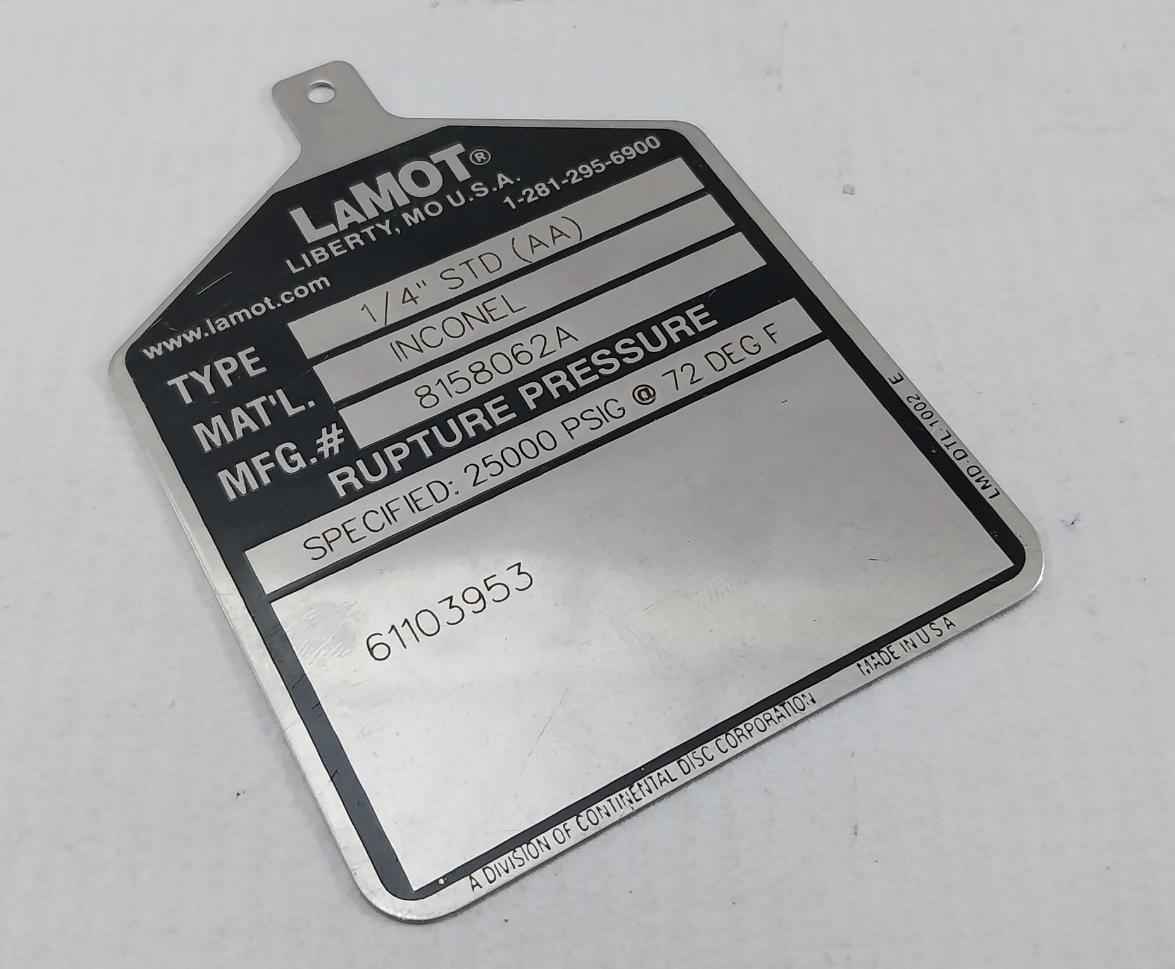 LAMOT®
LIBERTY, MO U.S.A.
www.lamot.com 1-281-295-6900
TYPE 1/4" STD (AA)
MAT'L. INCONEL
MFG.# 8158062A
RUPTURE PRESSURE
SPECIFIED: 25000 PSIG @ 72 DEG F
61103953
LMD-DTL-1002 E
A DIVISION OF CONTINENTAL DISC CORPORATION MADE IN U S A